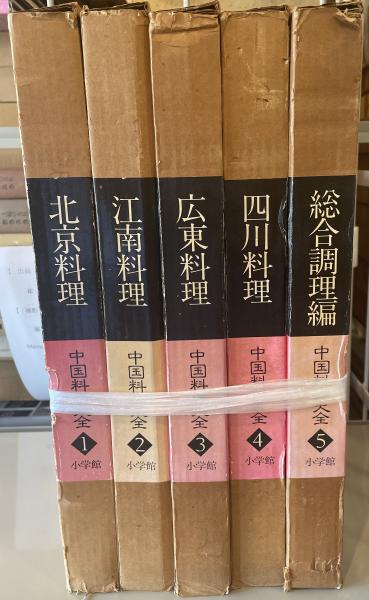 北京料理
中国料
全
1
小学館
江南料理
中国料
全
2
小学館
広東料理
中国料
全
3
小学館
四川料理
中国料
全
4
小学館
総合調理編
中国
大全
5
小学館